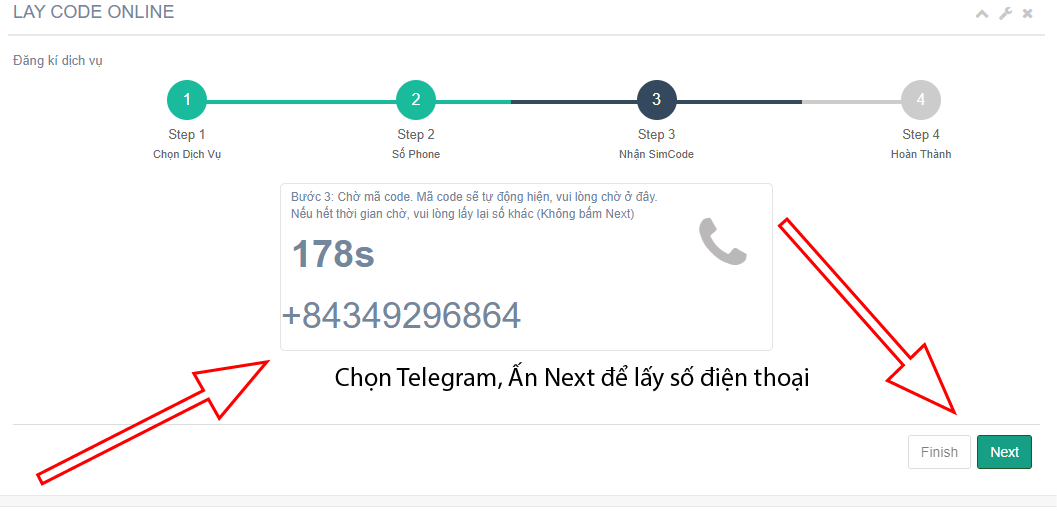 LAY CODE ONLINE
Đăng kí dịch vụ
1
2
3
4
Step 1
Step 2
Step 3
Step 4
Chọn Dịch Vụ
Số Phone
Nhận SimCode
Hoàn Thành
Bước 3: Chờ mã code. Mã code sẽ tự động hiện, vui lòng chờ ở đây.
Nếu hết thời gian chờ, vui lòng lấy lại số khác (Không bấm Next)
178s
+84349296864
Chọn Telegram, Ấn Next để lấy số điện thoại
Finish
Next